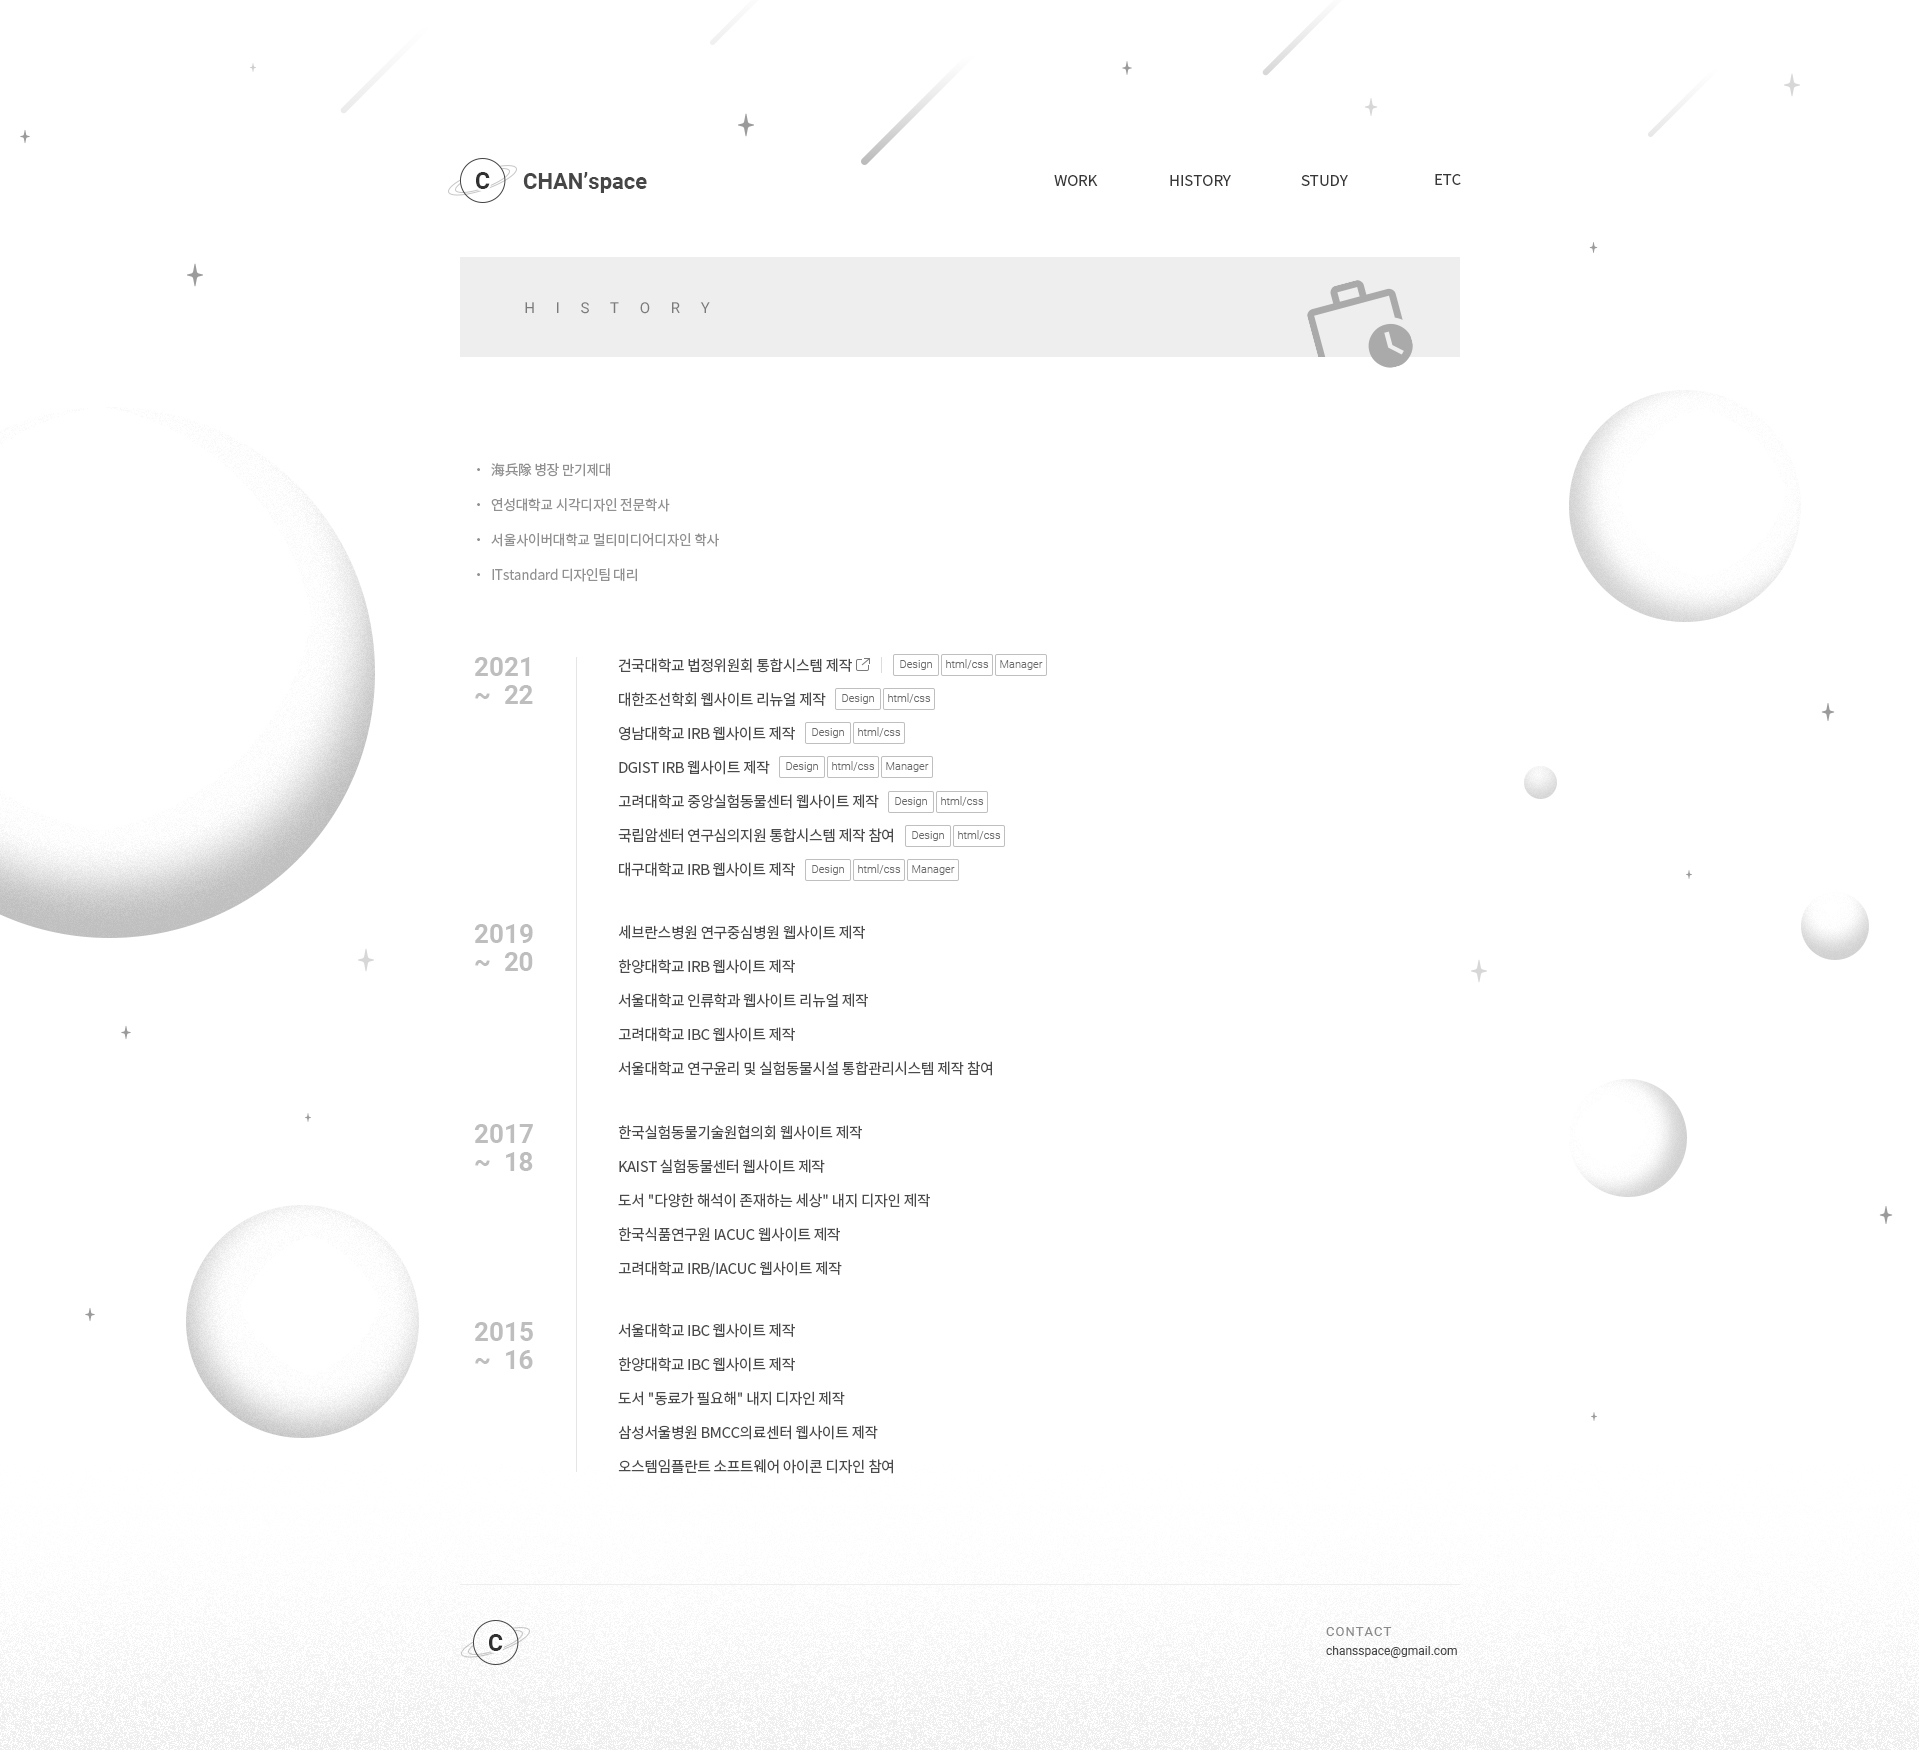 C CHAN’space
WORK HISTORY STUDY ETC
HISTORY
· 海兵隊 병장 만기제대
· 연성대학교 시각디자인 전문학사
· 서울사이버대학교 멀티미디어디자인 학사
· ITstandard 디자인팀 대리
2021
~ 22
건국대학교 법정위원회 통합시스템 제작 Design html/css Manager
대한조선학회 웹사이트 리뉴얼 제작 Design html/css
영남대학교 IRB 웹사이트 제작 Design html/css
DGIST IRB 웹사이트 제작 Design html/css Manager
고려대학교 중앙실험동물센터 웹사이트 제작 Design html/css
국립암센터 연구심의지원 통합시스템 제작 참여 Design html/css
대구대학교 IRB 웹사이트 제작 Design html/css Manager
2019
~ 20
세브란스병원 연구중심병원 웹사이트 제작
한양대학교 IRB 웹사이트 제작
서울대학교 인류학과 웹사이트 리뉴얼 제작
고려대학교 IBC 웹사이트 제작
서울대학교 연구윤리 및 실험동물시설 통합관리시스템 제작 참여
2017
~ 18
한국실험동물기술원협의회 웹사이트 제작
KAIST 실험동물센터 웹사이트 제작
도서 "다양한 해석이 존재하는 세상" 내지 디자인 제작
한국식품연구원 IACUC 웹사이트 제작
고려대학교 IRB/IACUC 웹사이트 제작
2015
~ 16
서울대학교 IBC 웹사이트 제작
한양대학교 IBC 웹사이트 제작
도서 "동료가 필요해" 내지 디자인 제작
삼성서울병원 BMCC의료센터 웹사이트 제작
오스템임플란트 소프트웨어 아이콘 디자인 참여
C
CONTACT
chansspace@gmail.com